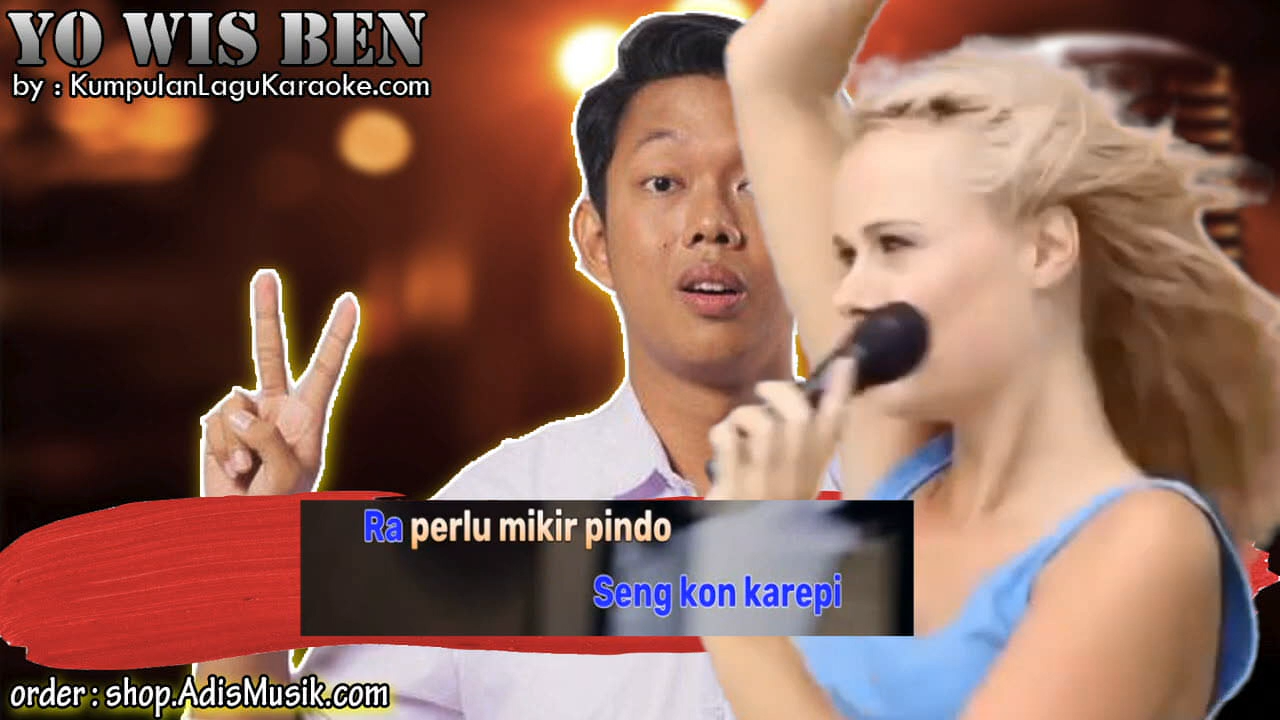 YO WIS BEN
by : KumpulanLaguKaraoke.com
Ra perlu mikir pindo
Seng kon karepi
order : shop.AdisMusik.com